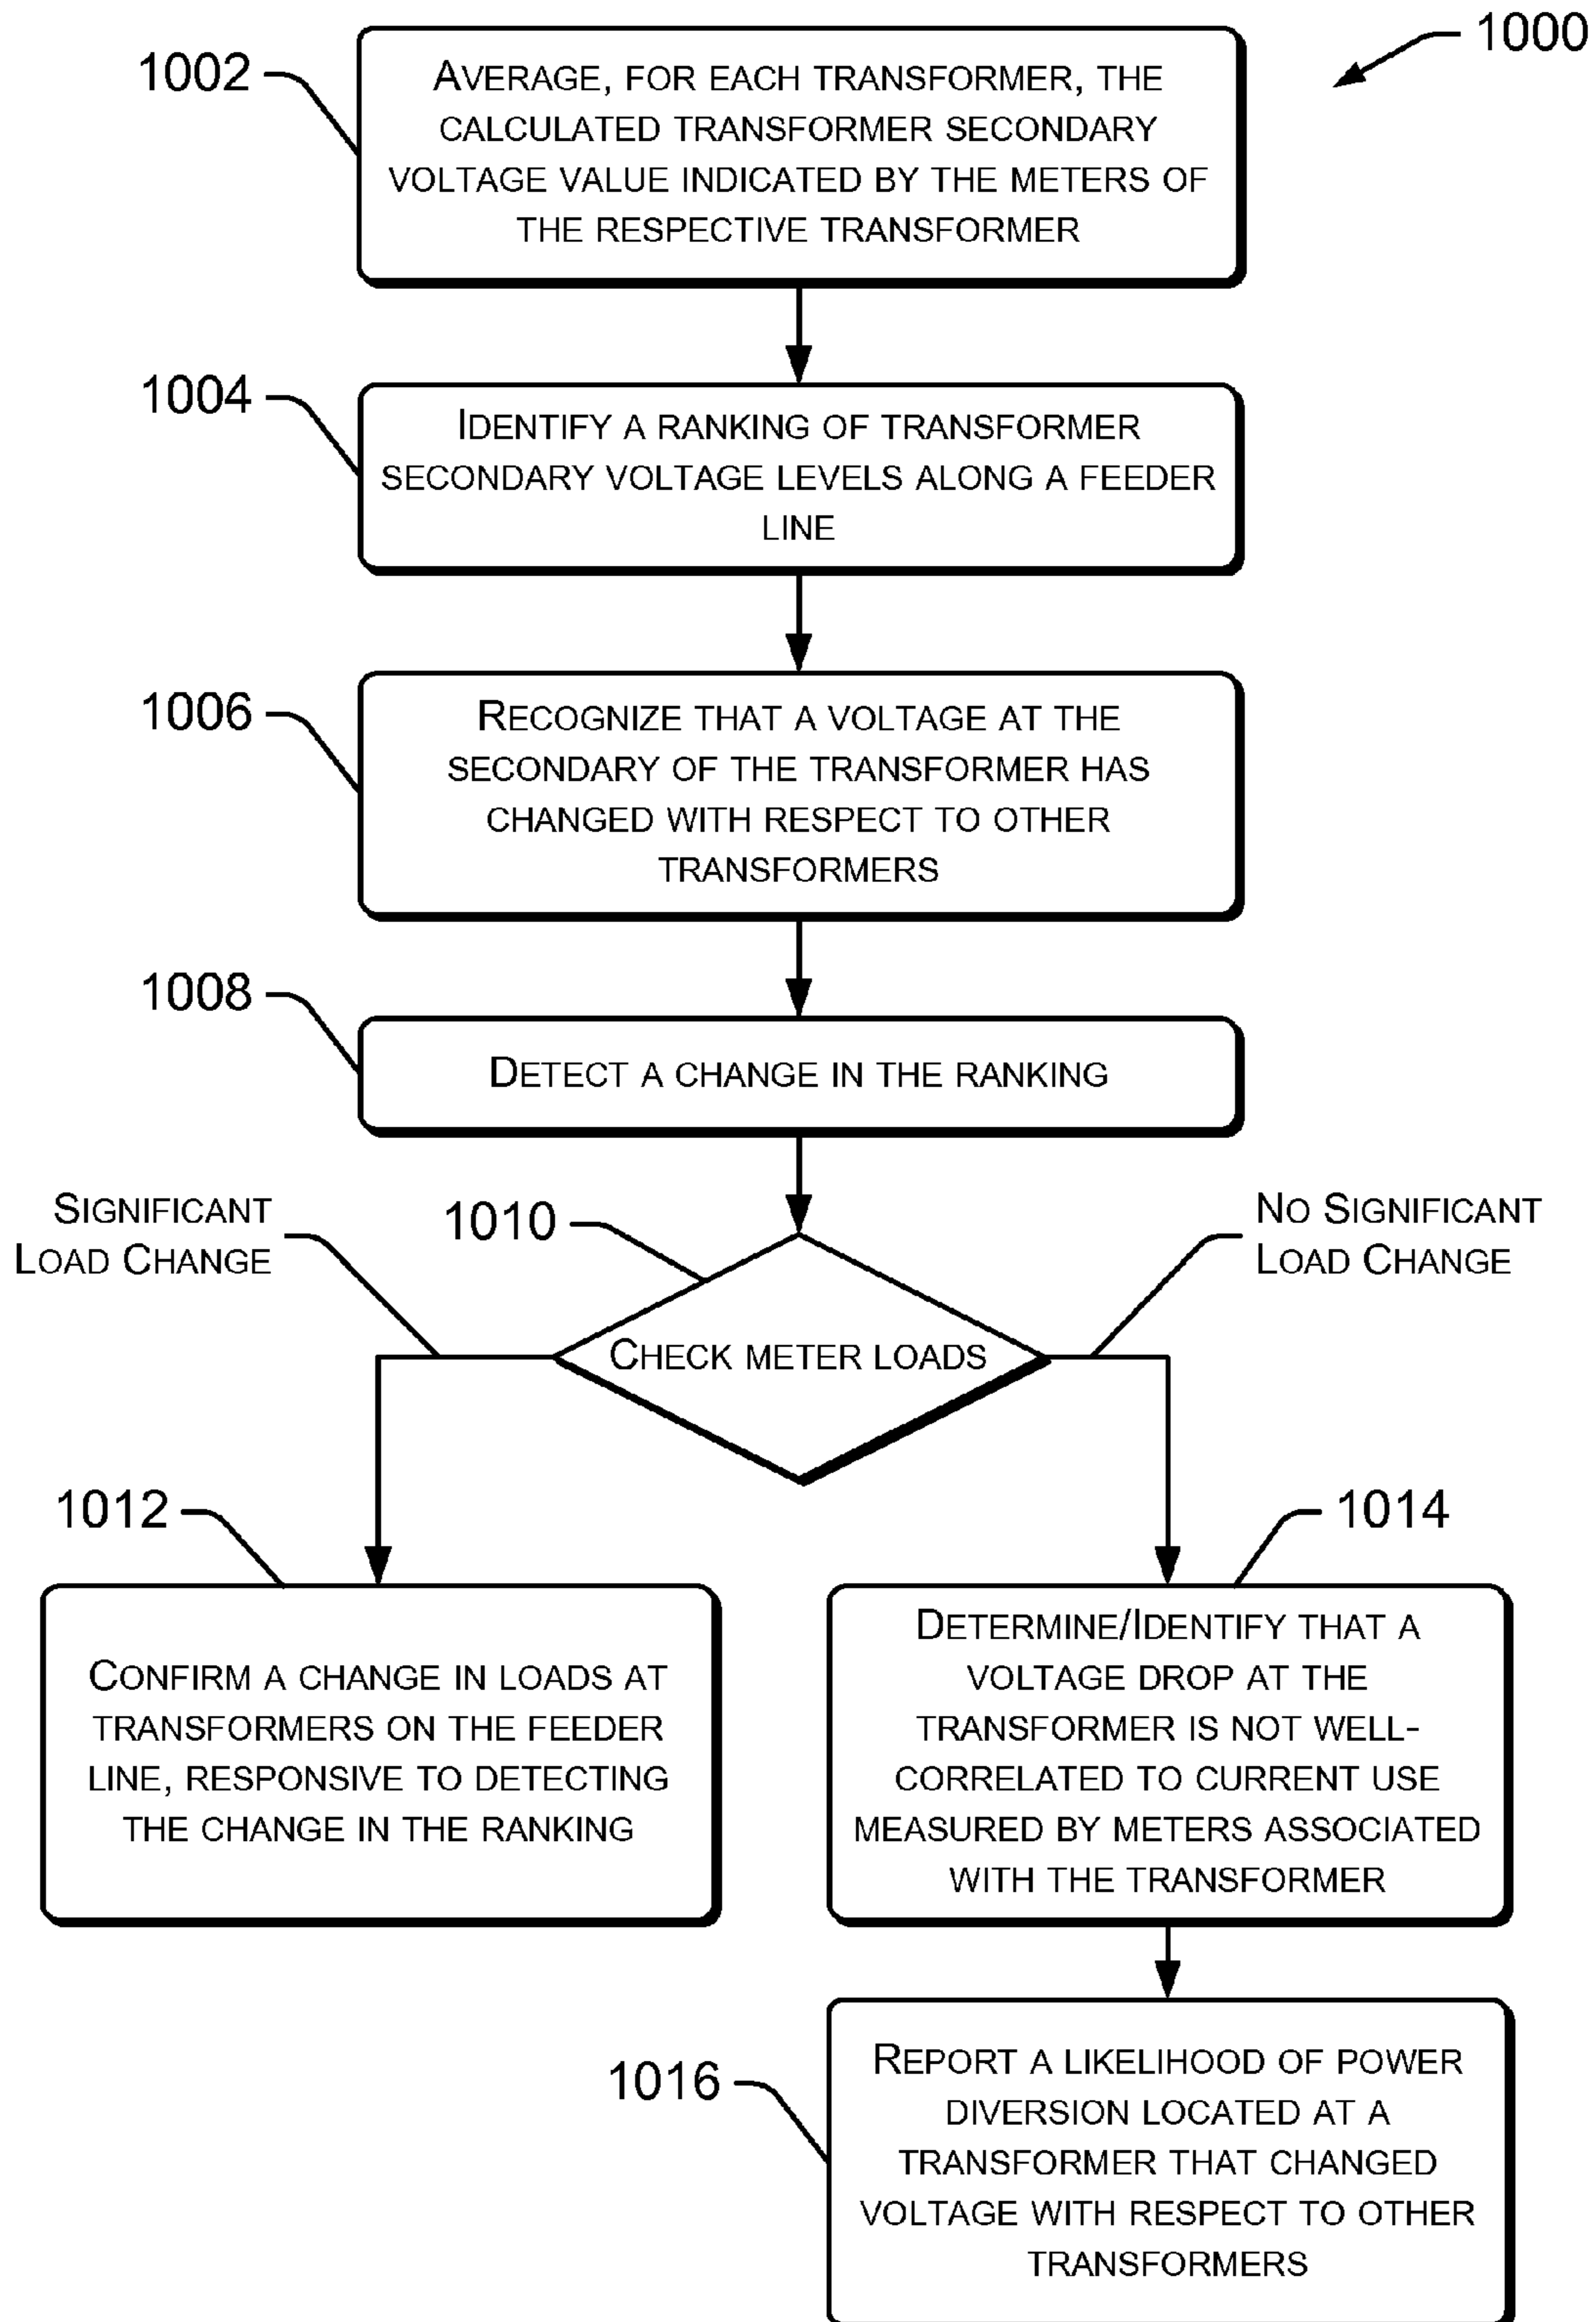 1000
1002
AVERAGE, FOR EACH TRANSFORMER, THE
CALCULATED TRANSFORMER SECONDARY
VOLTAGE VALUE INDICATED BY THE METERS OF
THE RESPECTIVE TRANSFORMER
1004
IDENTIFY A RANKING OF TRANSFORMER
SECONDARY VOLTAGE LEVELS ALONG A FEEDER
LINE
1006
RECOGNIZE THAT A VOLTAGE AT THE
SECONDARY OF THE TRANSFORMER HAS
CHANGED WITH RESPECT TO OTHER
TRANSFORMERS
1008
DETECT A CHANGE IN THE RANKING
SIGNIFICANT
LOAD CHANGE
1010
NO SIGNIFICANT
LOAD CHANGE
CHECK METER LOADS
1012
CONFIRM A CHANGE IN LOADS AT
TRANSFORMERS ON THE FEEDER
LINE, RESPONSIVE TO DETECTING
THE CHANGE IN THE RANKING
1014
DETERMINE/IDENTIFY THAT A
VOLTAGE DROP AT THE
TRANSFORMER IS NOT WELL-
CORRELATED TO CURRENT USE
MEASURED BY METERS ASSOCIATED
WITH THE TRANSFORMER
1016
REPORT A LIKELIHOOD OF POWER
DIVERSION LOCATED AT A
TRANSFORMER THAT CHANGED
VOLTAGE WITH RESPECT TO OTHER
TRANSFORMERS